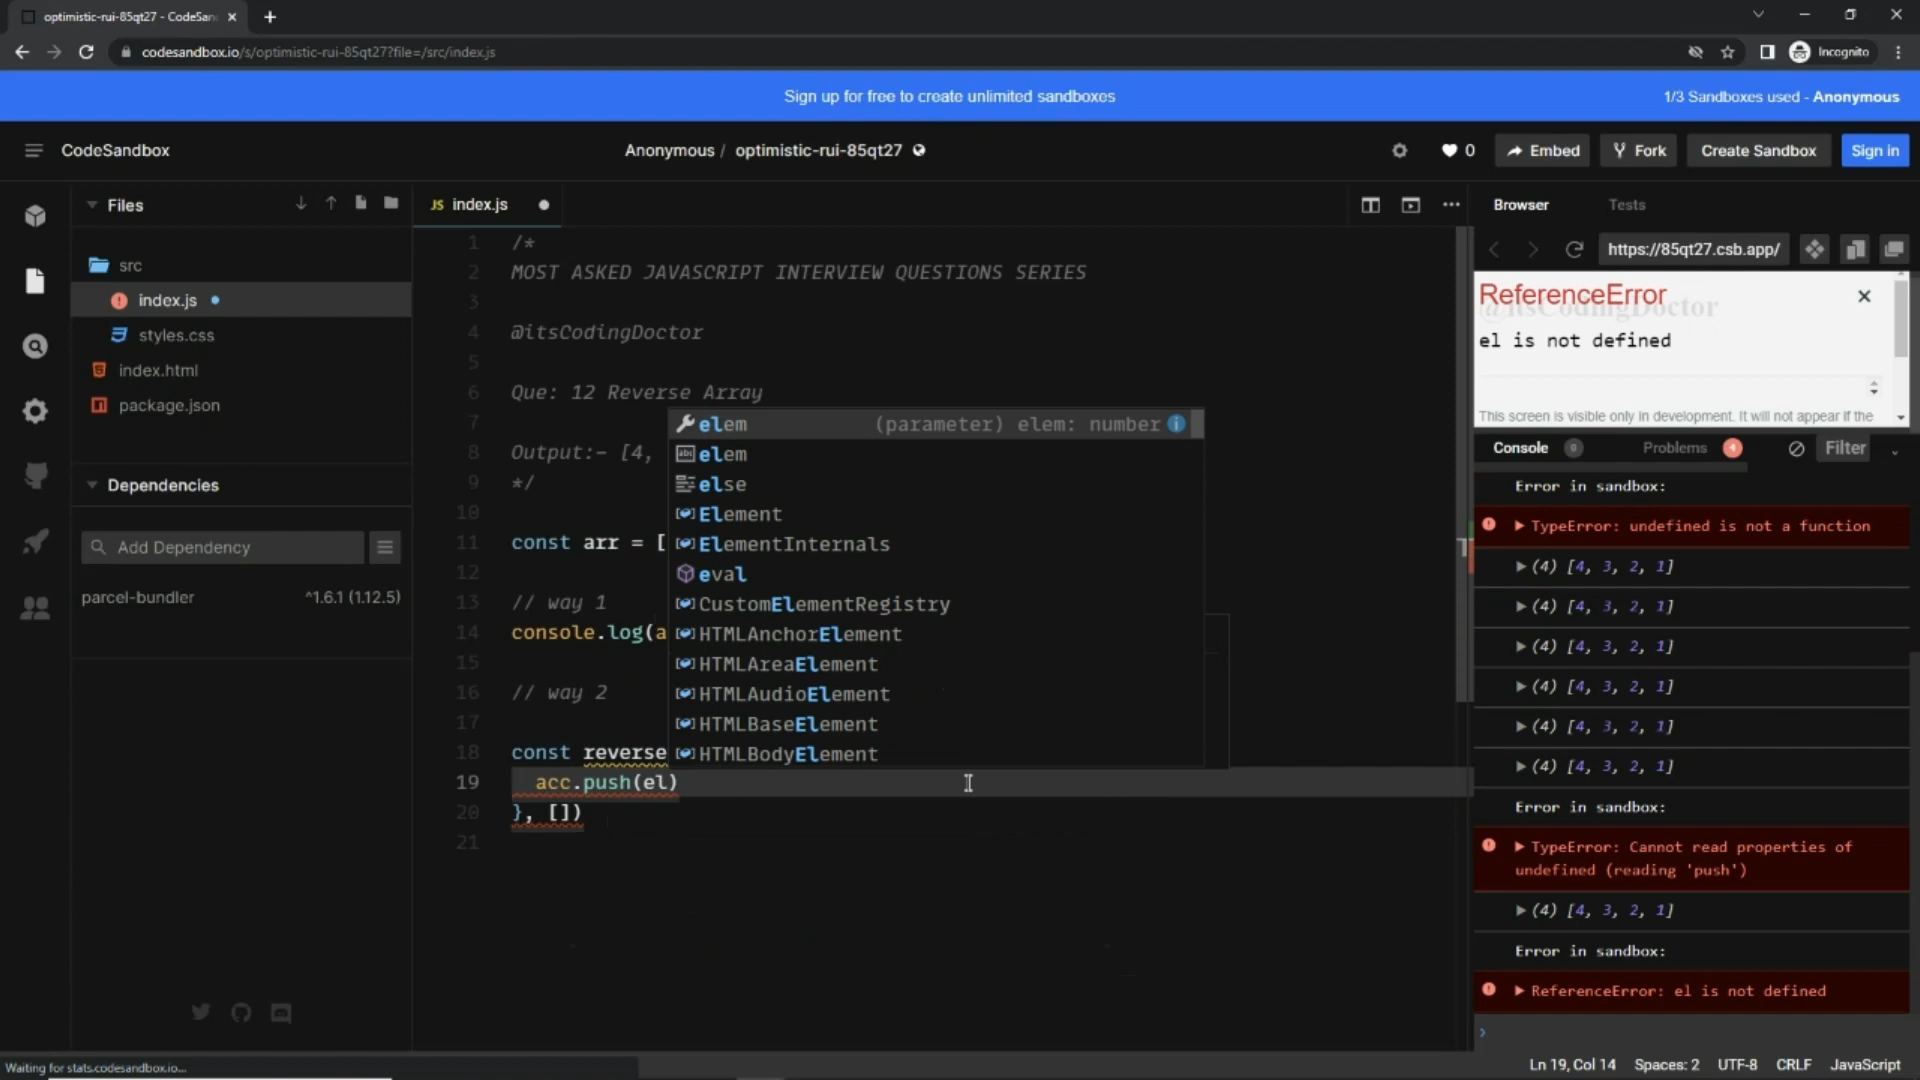 optimistic-rui-85qt27 - CodeSan
codesandbox.io/s/optimistic-rui-85qt27?file=/src/index.js
Incognito
Sign up for free to create unlimited sandboxes
1/3 Sandboxes used - Anonymous
CodeSandbox
Anonymous / optimistic-rui-85qt27
0
Embed
Fork
Create Sandbox
Sign in
Files
src
index.js
styles.css
index.html
package.json
Dependencies
Add Dependency
parcel-bundler ^1.6.1 (1.12.5)
JS index.js
1 /*
2 MOST ASKED JAVASCRIPT INTERVIEW QUESTIONS SERIES
3
4 @itsCodingDoctor
5
6 Que: 12 Reverse Array
7
8 Output:- [4,
9 */
10
11 const arr = [
12
13 // way 1
14 console.log(a
15
16 // way 2
17
18 const reverse
19 acc.push(el)
20 }, [])
21
elem (parameter) elem: number
elem
else
Element
ElementInternals
eval
CustomElementRegistry
HTMLAnchorElement
HTMLAreaElement
HTMLAudioElement
HTMLBaseElement
HTMLBodyElement
Browser
Tests
https://85qt27.csb.app/
ReferenceError
@itsCodingDoctor
el is not defined
This screen is visible only in development. It will not appear if the
Console 0
Problems 4
Filter
Error in sandbox:
TypeError: undefined is not a function
(4) [4, 3, 2, 1]
(4) [4, 3, 2, 1]
(4) [4, 3, 2, 1]
(4) [4, 3, 2, 1]
(4) [4, 3, 2, 1]
(4) [4, 3, 2, 1]
Error in sandbox:
TypeError: Cannot read properties of
undefined (reading 'push')
(4) [4, 3, 2, 1]
Error in sandbox:
ReferenceError: el is not defined
Waiting for stats.codesandbox.io...
Ln 19, Col 14 Spaces: 2 UTF-8 CRLF JavaScript